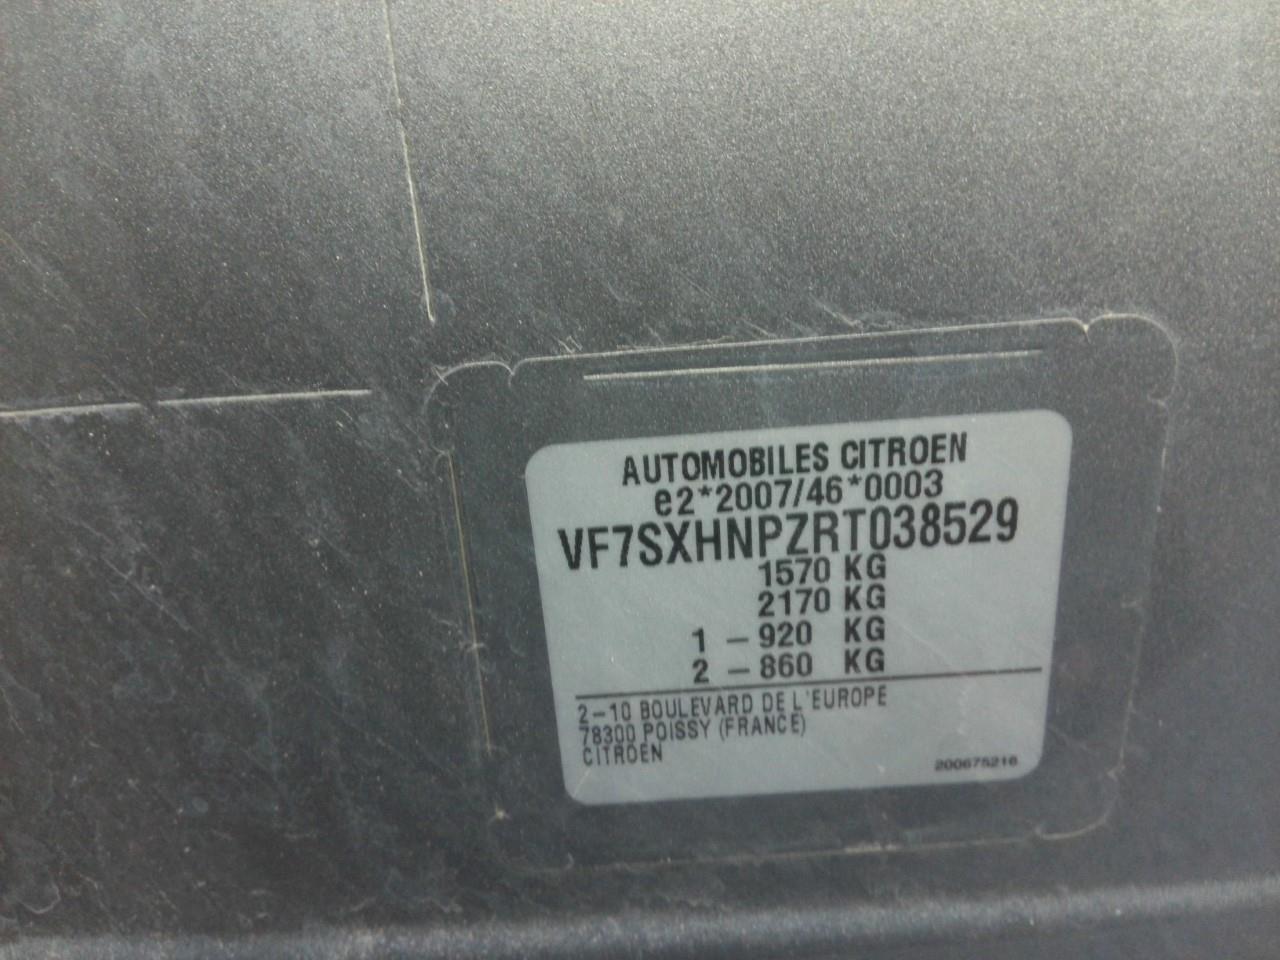 AUTOMOBILES CITROEN
e2*2007/46*0003
VF7SXHNPZRT038529
1570 KG
2170 KG
1 – 920 KG
2 – 860 KG
2–10 BOULEVARD DE L'EUROPE
78300 POISSY (FRANCE)
CITROEN
200675216